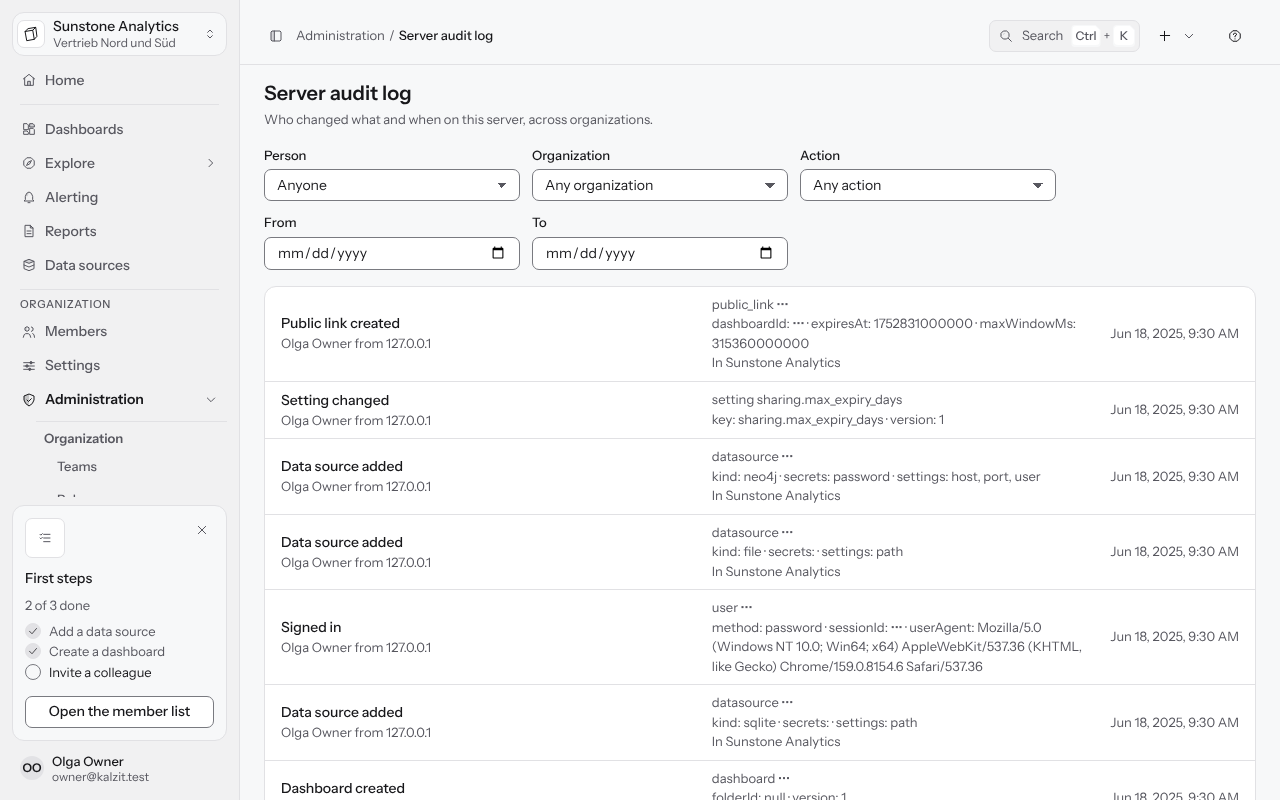 Sunstone Analytics
Vertrieb Nord und Süd
Home
Dashboards
Explore
Alerting
Reports
Data sources
ORGANIZATION
Members
Settings
Administration
Organization
Teams
First steps
2 of 3 done
Add a data source
Create a dashboard
Invite a colleague
Open the member list
OO
Olga Owner
owner@kalzit.test
Administration / Server audit log
Search Ctrl + K
Server audit log
Who changed what and when on this server, across organizations.
Person
Anyone
Organization
Any organization
Action
Any action
From
mm/dd/yyyy
To
mm/dd/yyyy
Public link created
Olga Owner from 127.0.0.1
public_link ···
dashboardId: ··· · expiresAt: 1752831000000 · maxWindowMs:
315360000000
In Sunstone Analytics
Jun 18, 2025, 9:30 AM
Setting changed
Olga Owner from 127.0.0.1
setting sharing.max_expiry_days
key: sharing.max_expiry_days · version: 1
Jun 18, 2025, 9:30 AM
Data source added
Olga Owner from 127.0.0.1
datasource ···
kind: neo4j · secrets: password · settings: host, port, user
In Sunstone Analytics
Jun 18, 2025, 9:30 AM
Data source added
Olga Owner from 127.0.0.1
datasource ···
kind: file · secrets: · settings: path
In Sunstone Analytics
Jun 18, 2025, 9:30 AM
Signed in
Olga Owner from 127.0.0.1
user ···
method: password · sessionId: ··· · userAgent: Mozilla/5.0
(Windows NT 10.0; Win64; x64) AppleWebKit/537.36 (KHTML,
like Gecko) Chrome/159.0.8154.6 Safari/537.36
Jun 18, 2025, 9:30 AM
Data source added
Olga Owner from 127.0.0.1
datasource ···
kind: sqlite · secrets: · settings: path
In Sunstone Analytics
Jun 18, 2025, 9:30 AM
Dashboard created
dashboard ···
folderId: null · version: 1
Jun 18, 2025, 9:30 AM